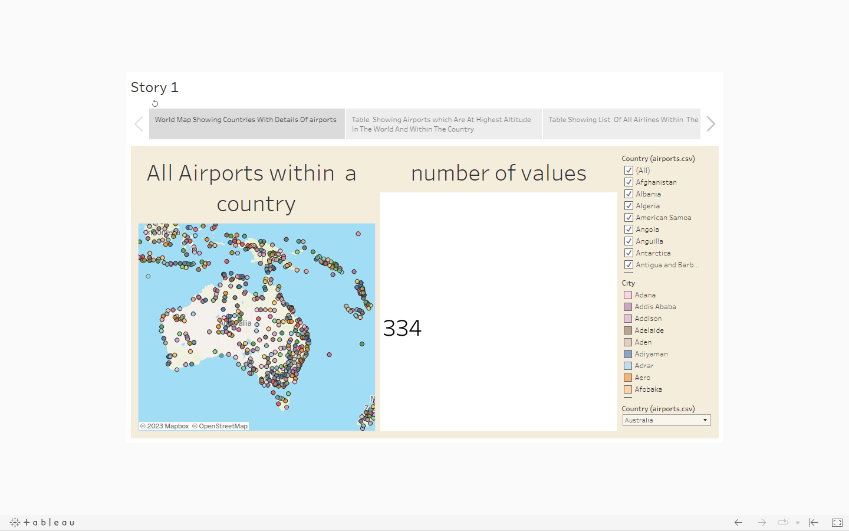 Story 1
World Map Showing Countries With Details Of airports
Table Showing Airports which Are At Highest Altitude
In The World And Within The Country
Table Showing List Of All Airlines Within The
All Airports within a
country
number of values
334
© 2023 Mapbox © OpenStreetMap
Country (airports.csv)
(All)
Afghanistan
Albania
Algeria
American Samoa
Angola
Anguilla
Antarctica
Antigua and Barb...
City
Adana
Addis Ababa
Addison
Adelaide
Aden
Adiyaman
Adrar
Aero
Afobaka
Country (airports.csv)
Australia
+ableau